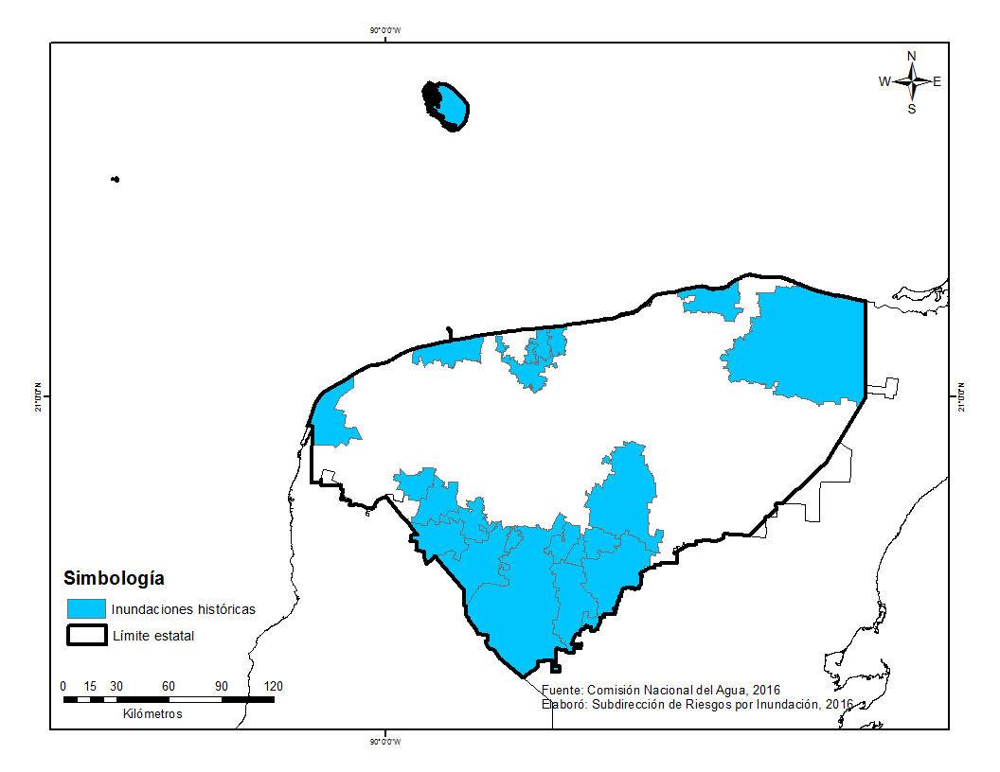 90°0'0"W
N
W E
S
21°0'0"N
21°0'0"N
Simbología
Inundaciones históricas
Límite estatal
0 15 30 60 90 120
Kilómetros
Fuente: Comisión Nacional del Agua, 2016
Elaboró: Subdirección de Riesgos por Inundación, 2016
90°0'0"W